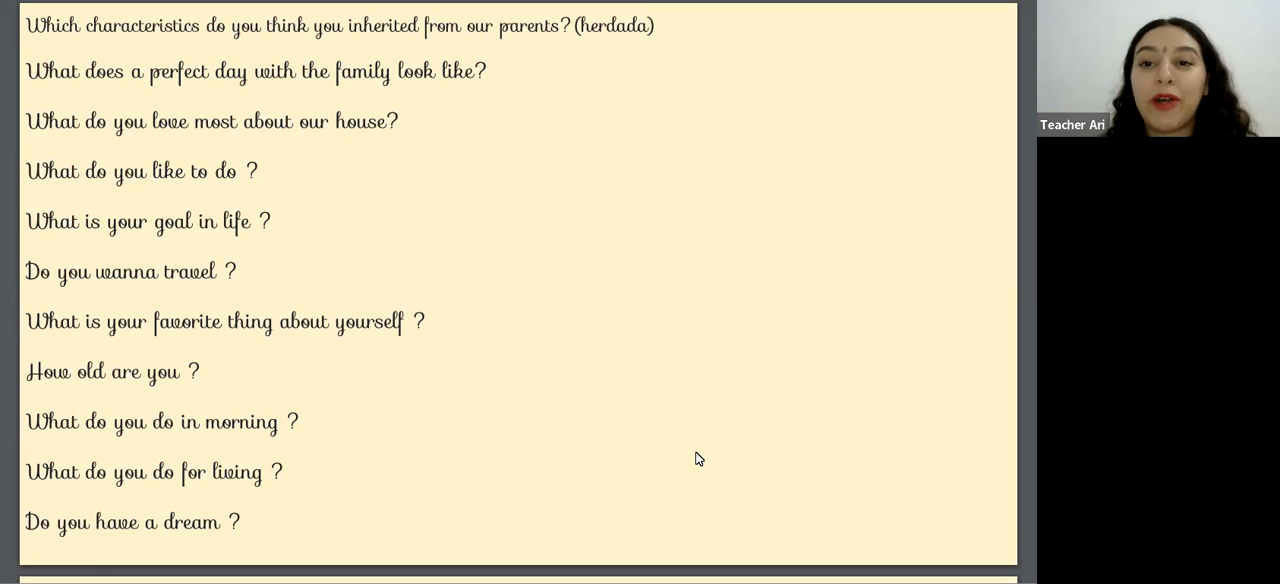 Which characteristics do you think you inherited from our parents? (herdada)
What does a perfect day with the family look like?
What do you love most about our house?
What do you like to do ?
What is your goal in life ?
Do you wanna travel ?
What is your favorite thing about yourself ?
How old are you ?
What do you do in morning ?
What do you do for living ?
Do you have a dream ?
Teacher Ari